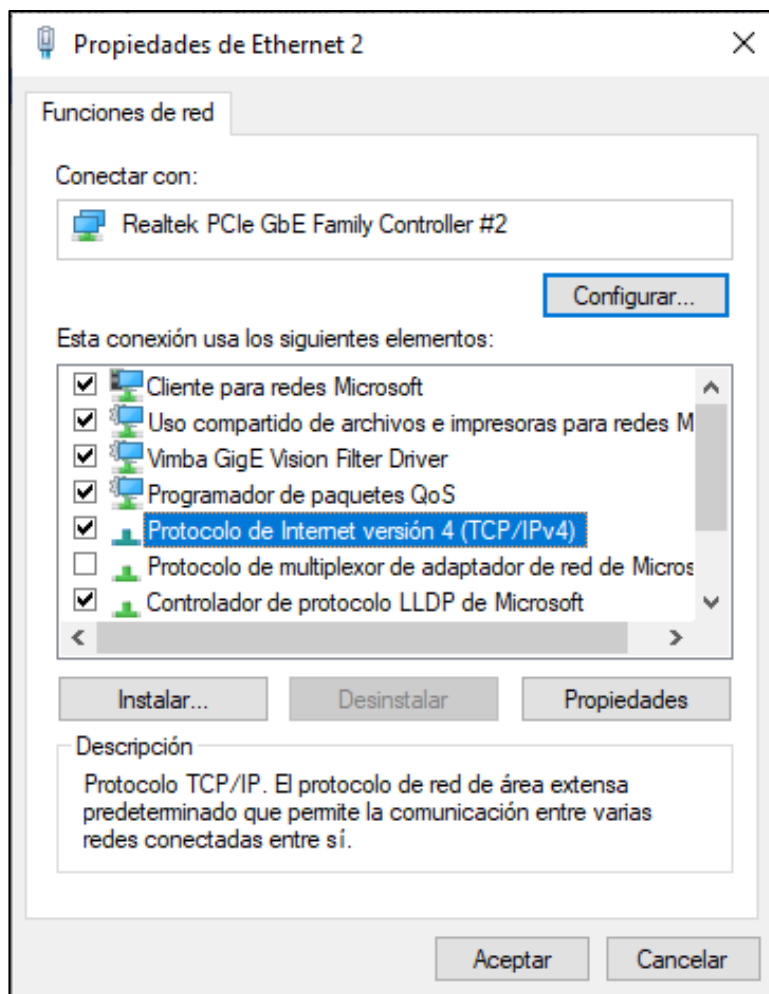 Propiedades de Ethernet 2
Funciones de red
Conectar con:
Realtek PCIe GbE Family Controller #2
Configurar...
Esta conexión usa los siguientes elementos:
Cliente para redes Microsoft
Uso compartido de archivos e impresoras para redes M
Vimba GigE Vision Filter Driver
Programador de paquetes QoS
Protocolo de Internet versión 4 (TCP/IPv4)
Protocolo de multiplexor de adaptador de red de Micros
Controlador de protocolo LLDP de Microsoft
Instalar... Desinstalar Propiedades
Descripción
Protocolo TCP/IP. El protocolo de red de área extensa
predeterminado que permite la comunicación entre varias
redes conectadas entre sí.
Aceptar Cancelar